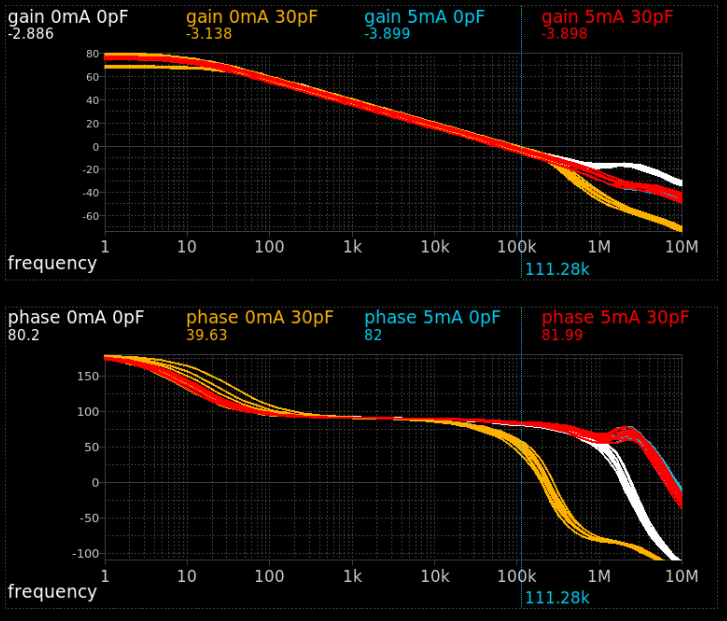 gain 0mA 0pF gain 0mA 30pF gain 5mA 0pF gain 5mA 30pF
-2.886 -3.138 -3.899 -3.898
80
60
40
20
0
-20
-40
-60
1 10 100 1k 10k 100k 1M 10M
frequency
111.28k
phase 0mA 0pF phase 0mA 30pF phase 5mA 0pF phase 5mA 30pF
80.2 39.63 82 81.99
150
100
50
0
-50
-100
1 10 100 1k 10k 100k 1M 10M
frequency
111.28k